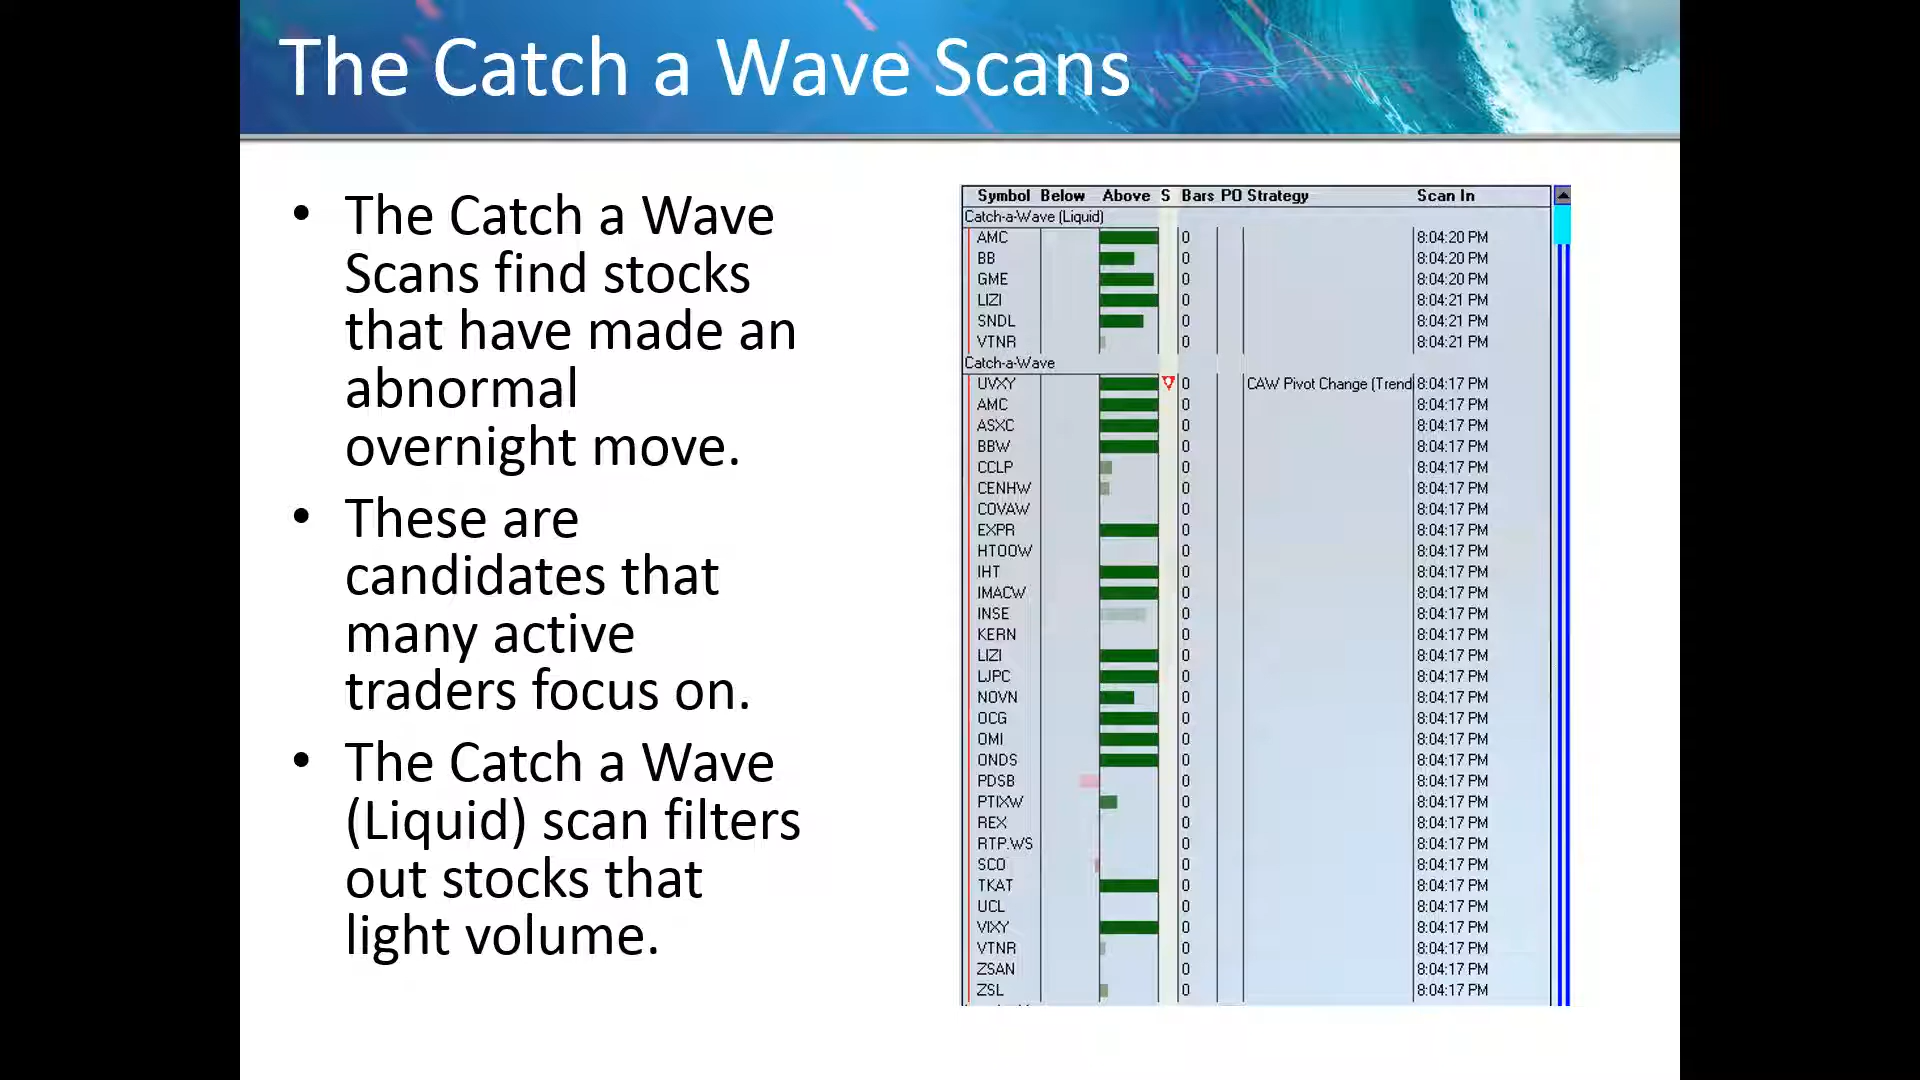 The Catch a Wave Scans
• The Catch a Wave
Scans find stocks
that have made an
abnormal
overnight move.
• These are
candidates that
many active
traders focus on.
• The Catch a Wave
(Liquid) scan filters
out stocks that
light volume.
Symbol Below Above S Bars PO Strategy Scan In
Catch-a-Wave (Liquid)
AMC 0 8:04:20 PM
BB 0 8:04:20 PM
GME 0 8:04:20 PM
LIZI 0 8:04:21 PM
SNDL 0 8:04:21 PM
VTNR 0 8:04:21 PM
Catch-a-Wave
UVXY 0 CAW Pivot Change (Trend 8:04:17 PM
AMC 0 8:04:17 PM
ASXC 0 8:04:17 PM
BBW 0 8:04:17 PM
CCLP 0 8:04:17 PM
CENHW 0 8:04:17 PM
COVAW 0 8:04:17 PM
EXPR 0 8:04:17 PM
HTOOW 0 8:04:17 PM
IHT 0 8:04:17 PM
IMACW 0 8:04:17 PM
INSE 0 8:04:17 PM
KERN 0 8:04:17 PM
LIZI 0 8:04:17 PM
LJPC 0 8:04:17 PM
NOVN 0 8:04:17 PM
OCG 0 8:04:17 PM
OMI 0 8:04:17 PM
ONDS 0 8:04:17 PM
PDSB 0 8:04:17 PM
PTIXW 0 8:04:17 PM
REX 0 8:04:17 PM
RTP.WS 0 8:04:17 PM
SCO 0 8:04:17 PM
TKAT 0 8:04:17 PM
UCL 0 8:04:17 PM
VIXY 0 8:04:17 PM
VTNR 0 8:04:17 PM
ZSAN 0 8:04:17 PM
ZSL 0 8:04:17 PM